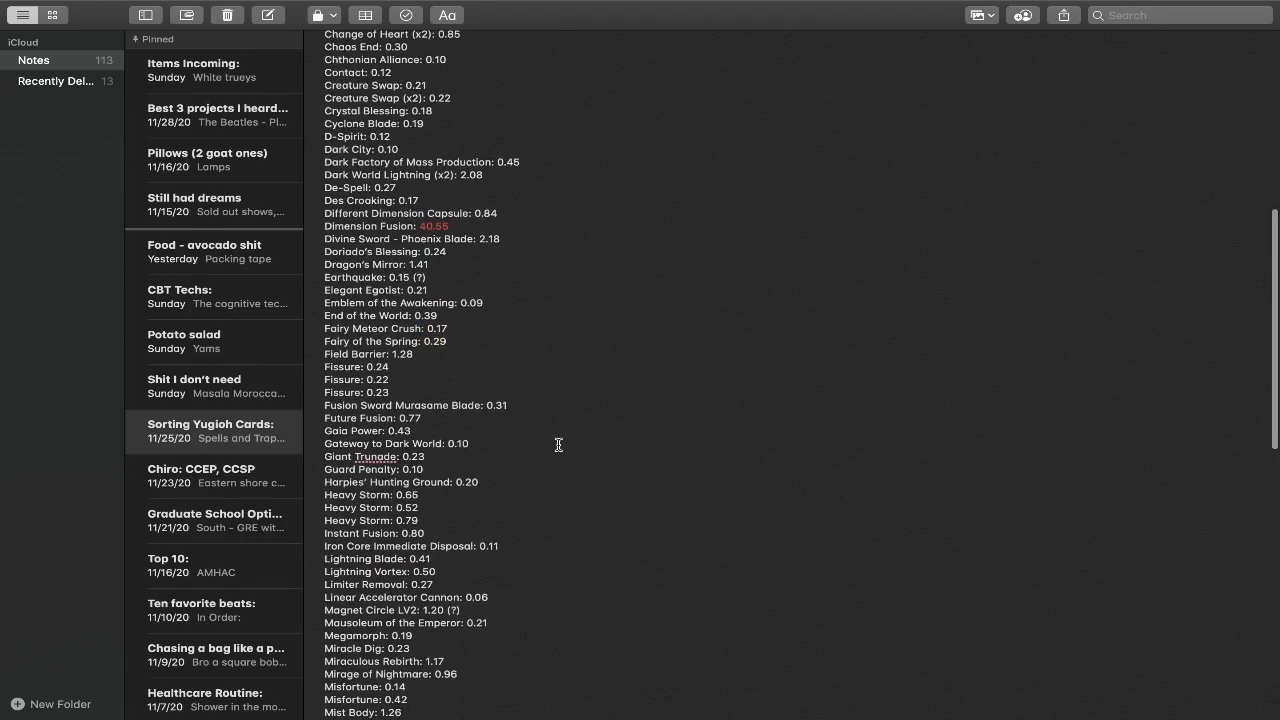 Aa
Search
iCloud
Notes 113
Recently Del... 13
New Folder
Pinned
Items Incoming:
Sunday White trueys
Best 3 projects I heard...
11/28/20 The Beatles - Pl...
Pillows (2 goat ones)
11/16/20 Lamps
Still had dreams
11/15/20 Sold out shows,...
Food - avocado shit
Yesterday Packing tape
CBT Techs:
Sunday The cognitive tec...
Potato salad
Sunday Yams
Shit I don't need
Sunday Masala Morocca...
Sorting Yugioh Cards:
11/25/20 Spells and Trap...
Chiro: CCEP, CCSP
11/23/20 Eastern shore c...
Graduate School Opti...
11/21/20 South - GRE wit...
Top 10:
11/16/20 AMHAC
Ten favorite beats:
11/10/20 In Order:
Chasing a bag like a p...
11/9/20 Bro a square bob...
Healthcare Routine:
11/7/20 Shower in the mo...
Change of Heart (x2): 0.85
Chaos End: 0.30
Chthonian Alliance: 0.10
Contact: 0.12
Creature Swap: 0.21
Creature Swap (x2): 0.22
Crystal Blessing: 0.18
Cyclone Blade: 0.19
D-Spirit: 0.12
Dark City: 0.10
Dark Factory of Mass Production: 0.45
Dark World Lightning (x2): 2.08
De-Spell: 0.27
Des Croaking: 0.17
Different Dimension Capsule: 0.84
Dimension Fusion: 40.55
Divine Sword - Phoenix Blade: 2.18
Doriado's Blessing: 0.24
Dragon's Mirror: 1.41
Earthquake: 0.15 (?)
Elegant Egotist: 0.21
Emblem of the Awakening: 0.09
End of the World: 0.39
Fairy Meteor Crush: 0.17
Fairy of the Spring: 0.29
Field Barrier: 1.28
Fissure: 0.24
Fissure: 0.22
Fissure: 0.23
Fusion Sword Murasame Blade: 0.31
Future Fusion: 0.77
Gaia Power: 0.43
Gateway to Dark World: 0.10
Giant Trunade: 0.23
Guard Penalty: 0.10
Harpies' Hunting Ground: 0.20
Heavy Storm: 0.65
Heavy Storm: 0.52
Heavy Storm: 0.79
Instant Fusion: 0.80
Iron Core Immediate Disposal: 0.11
Lightning Blade: 0.41
Lightning Vortex: 0.50
Limiter Removal: 0.27
Linear Accelerator Cannon: 0.06
Magnet Circle LV2: 1.20 (?)
Mausoleum of the Emperor: 0.21
Megamorph: 0.19
Miracle Dig: 0.23
Miraculous Rebirth: 1.17
Mirage of Nightmare: 0.96
Misfortune: 0.14
Misfortune: 0.42
Mist Body: 1.26